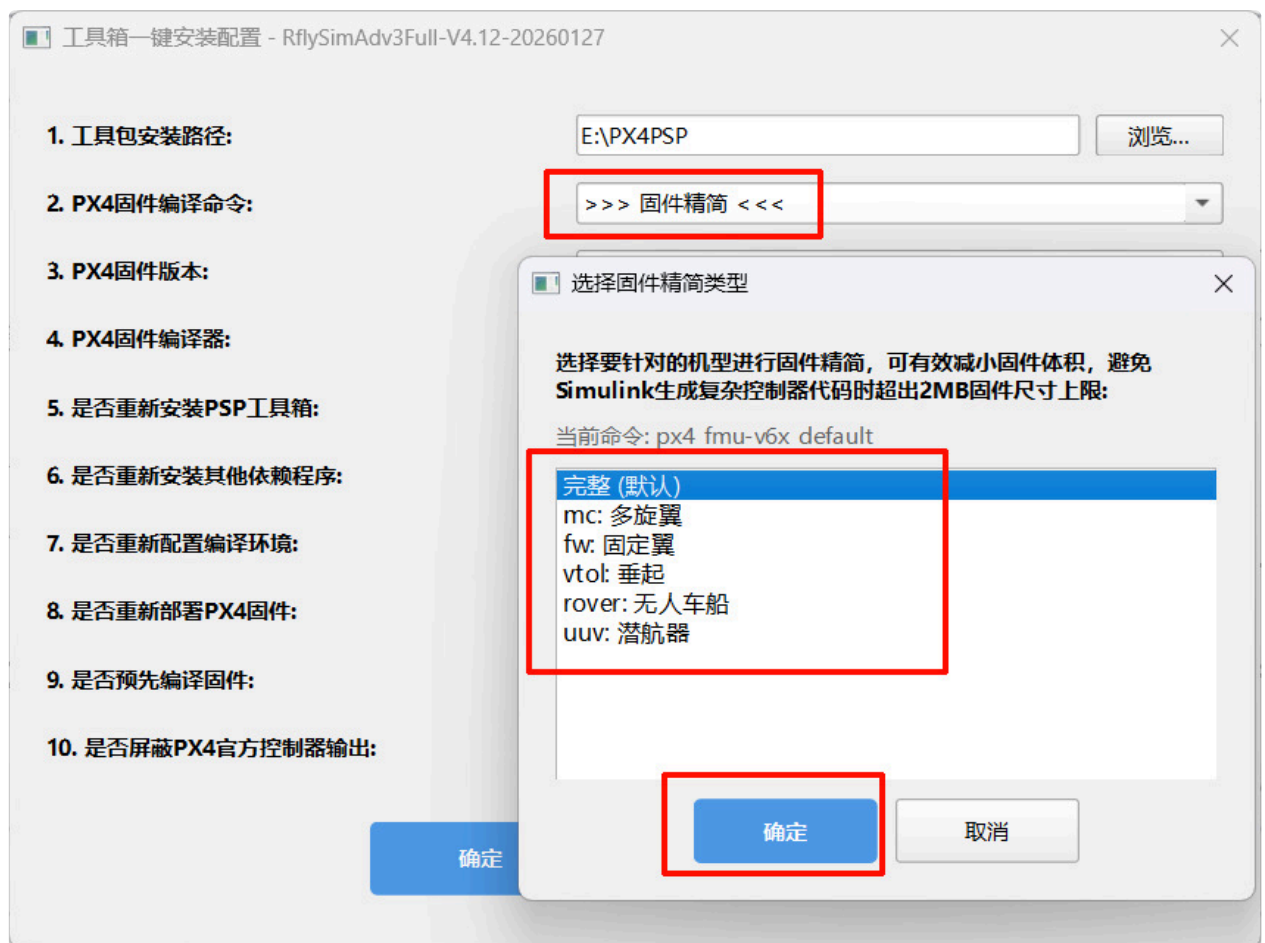 工具箱一键安装配置 - RflySimAdv3Full-V4.12-20260127
1. 工具包安装路径:
E:\PX4PSP
浏览...
2. PX4固件编译命令:
>>> 固件精简 <<<
3. PX4固件版本:
4. PX4固件编译器:
5. 是否重新安装PSP工具箱:
6. 是否重新安装其他依赖程序:
7. 是否重新配置编译环境:
8. 是否重新部署PX4固件:
9. 是否预先编译固件:
10. 是否屏蔽PX4官方控制器输出:
确定
选择固件精简类型
选择要针对的机型进行固件精简，可有效减小固件体积，避免
Simulink生成复杂控制器代码时超出2MB固件尺寸上限:
当前命令: px4 fmu-v6x default
完整 (默认)
mc: 多旋翼
fw: 固定翼
vtol: 垂起
rover: 无人车船
uuv: 潜航器
确定
取消